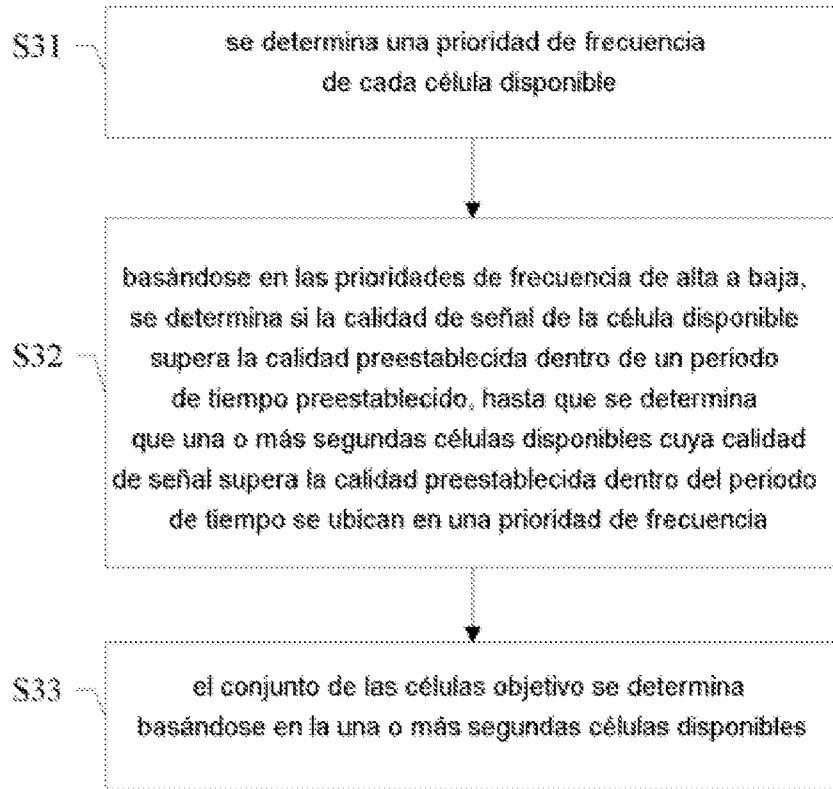 S31
se determina una prioridad de frecuencia
de cada célula disponible
S32
basándose en las prioridades de frecuencia de alta a baja,
se determina si la calidad de señal de la célula disponible
supera la calidad preestablecida dentro de un período
de tiempo preestablecido, hasta que se determina
que una o más segundas células disponibles cuya calidad
de señal supera la calidad preestablecida dentro del período
de tiempo se ubican en una prioridad de frecuencia
S33
el conjunto de las células objetivo se determina
basándose en la una o más segundas células disponibles